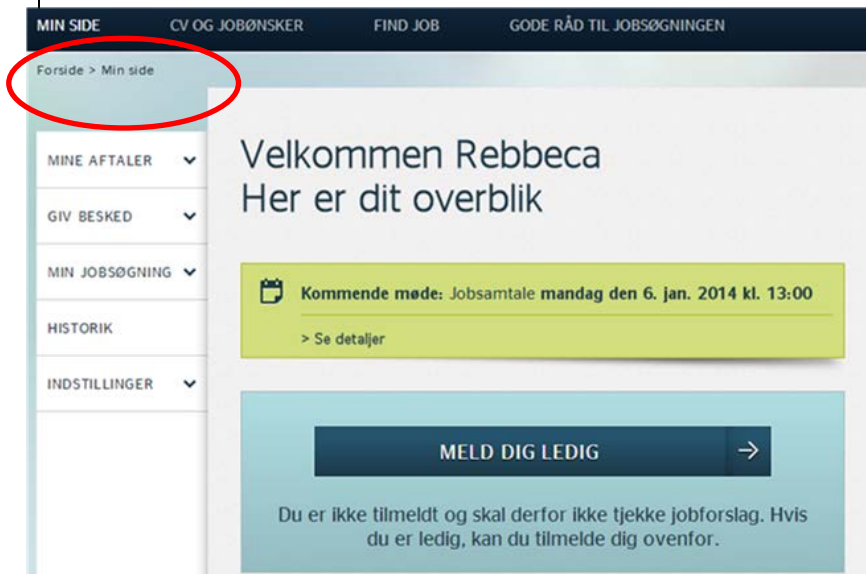 MIN SIDE CV OG JOBØNSKER FIND JOB GODE RÅD TIL JOBSØGNINGEN
Forside > Min side
MINE AFTALER
GIV BESKED
MIN JOBSØGNING
HISTORIK
INDSTILLINGER
Velkommen Rebbeca
Her er dit overblik
Kommende møde: Jobsamtale mandag den 6. jan. 2014 kl. 13:00
> Se detaljer
MELD DIG LEDIG
Du er ikke tilmeldt og skal derfor ikke tjekke jobforslag. Hvis
du er ledig, kan du tilmelde dig ovenfor.